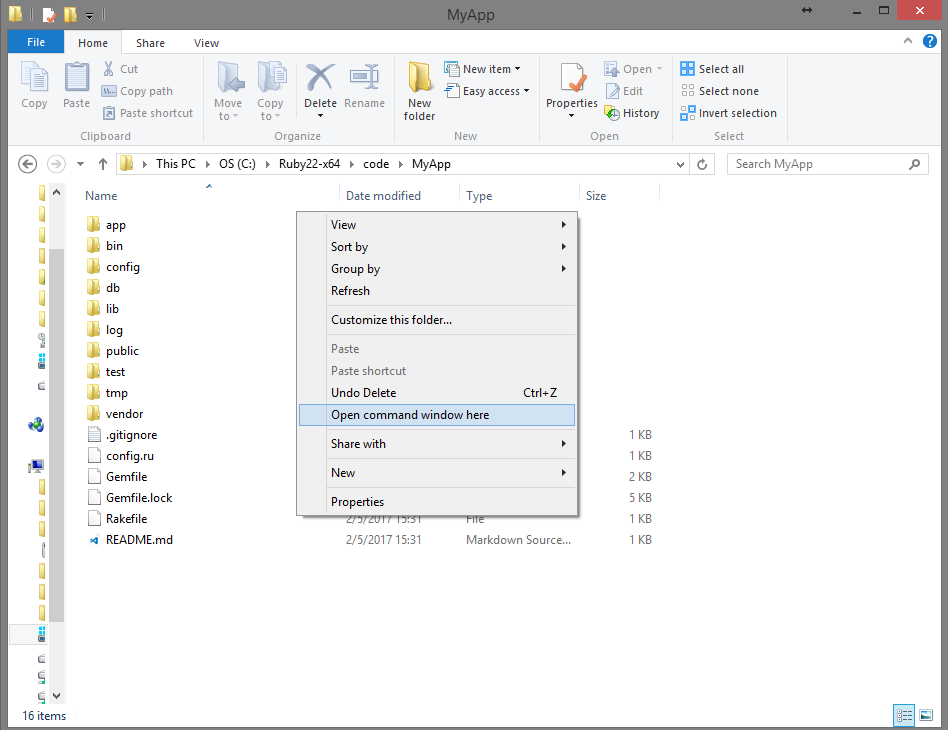 MyApp
File Home Share View
Copy
Paste
Cut
Copy path
Paste shortcut
Clipboard
Move to
Copy to
Delete
Rename
Organize
New folder
New item
Easy access
New
Properties
Open
Edit
History
Open
Select all
Select none
Invert selection
Select
This PC OS (C:) Ruby22-x64 code MyApp
Search MyApp
Name Date modified Type Size
app
bin
config
db
lib
log
public
test
tmp
vendor
.gitignore 1 KB
config.ru 1 KB
Gemfile 2 KB
Gemfile.lock 5 KB
Rakefile 2/5/2017 15:31 File 1 KB
README.md 2/5/2017 15:31 Markdown Source... 1 KB
View
Sort by
Group by
Refresh
Customize this folder...
Paste
Paste shortcut
Undo Delete Ctrl+Z
Open command window here
Share with
New
Properties
16 items